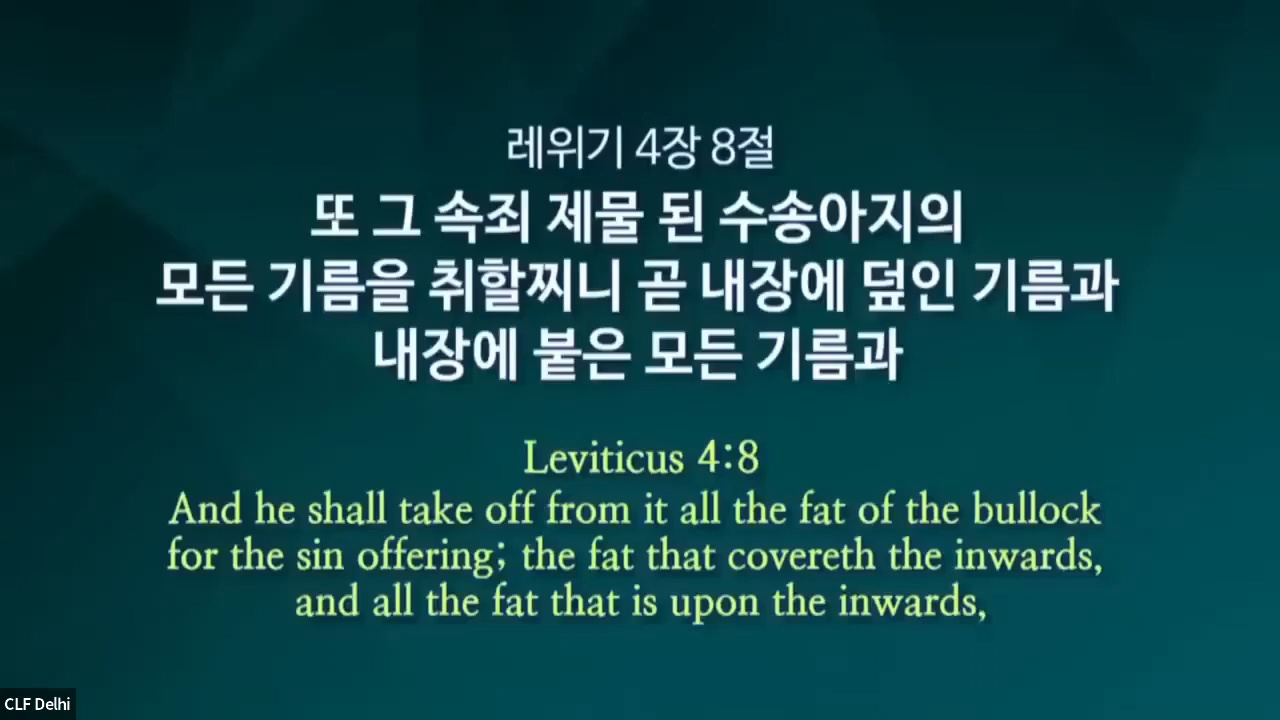 레위기 4장 8절
또 그 속죄 제물 된 수송아지의
모든 기름을 취할찌니 곧 내장에 덮인 기름과
내장에 붙은 모든 기름과
Leviticus 4:8
And he shall take off from it all the fat of the bullock
for the sin offering; the fat that covereth the inwards,
and all the fat that is upon the inwards,
CLF Delhi